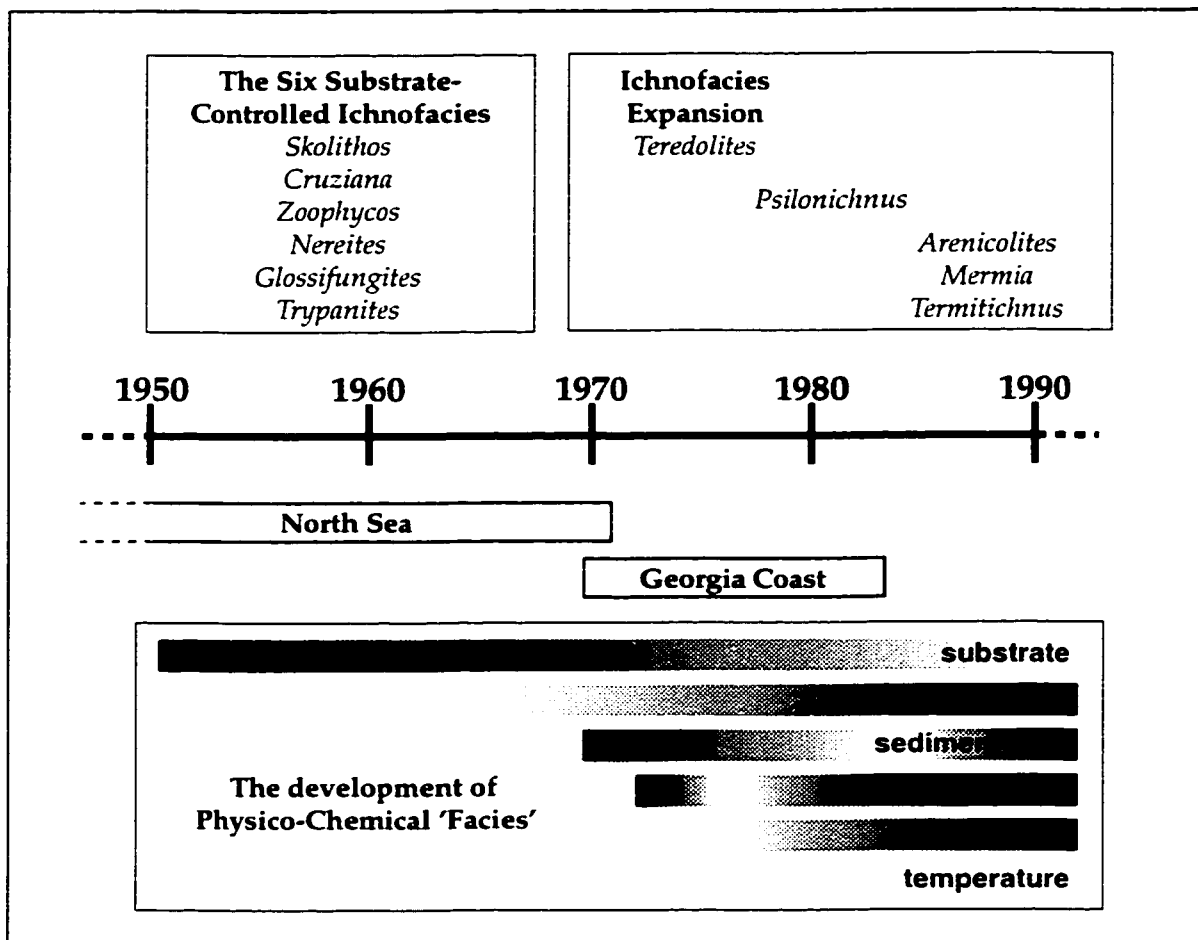 The Six Substrate-
Controlled Ichnofacies
Skolithos
Cruziana
Zoophycos
Nereites
Glossifungites
Trypanites
Ichnofacies
Expansion
Teredolites
Psilonichnus
Arenicolites
Mermia
Termitichnus
1950 1960 1970 1980 1990
North Sea
Georgia Coast
substrate
The development of
Physico-Chemical 'Facies'
temperature